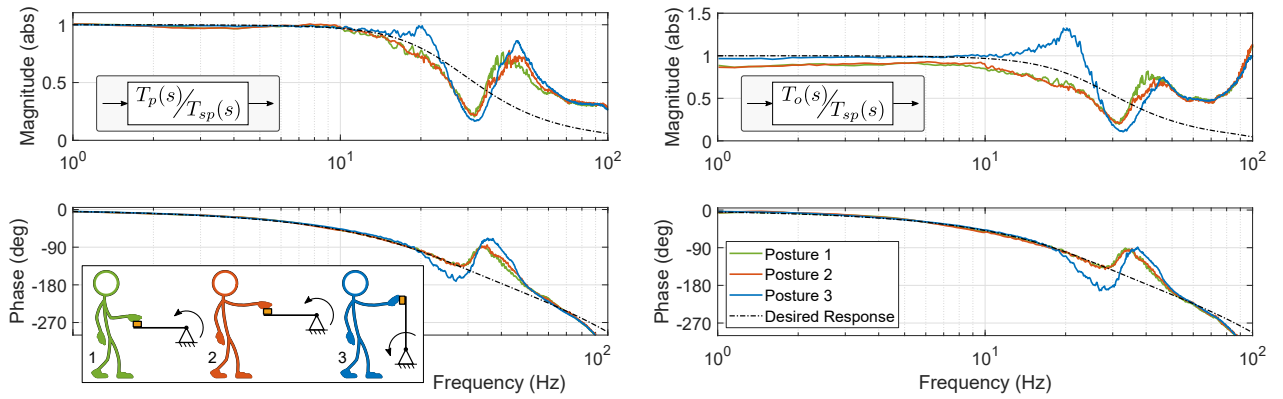 Magnitude (abs)
1
0.5
0
T_p(s)/T_sp(s)
10^0
10^1
10^2
Magnitude (abs)
1.5
1
0.5
0
T_o(s)/T_sp(s)
10^0
10^1
10^2
Phase (deg)
0
-90
-180
-270
1
2
3
10^2
Frequency (Hz)
Phase (deg)
0
-90
-180
-270
Posture 1
Posture 2
Posture 3
Desired Response
10^0
10^1
10^2
Frequency (Hz)